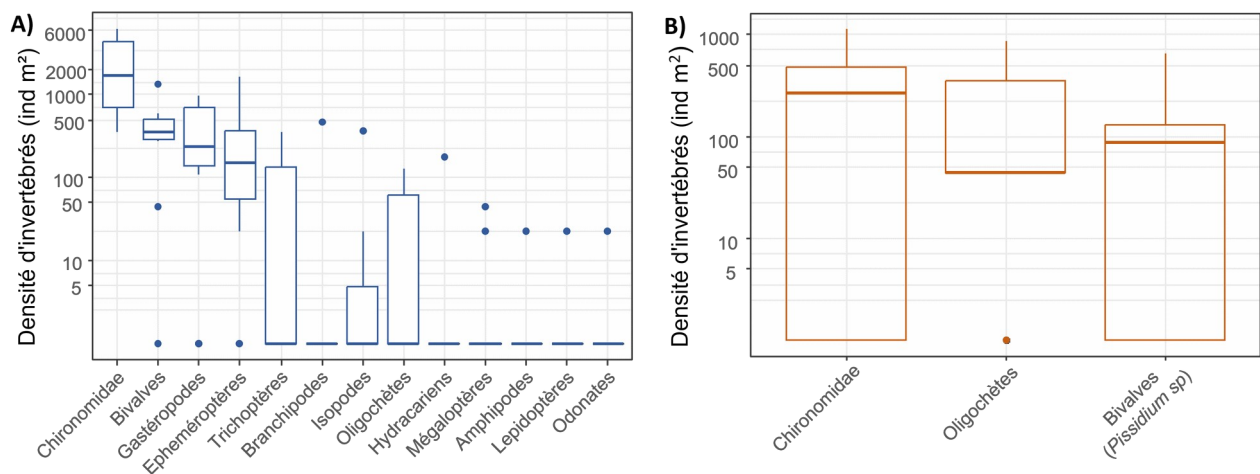 A)
Densité d'invertébrés (ind m²)
6000
2000
1000
500
100
50
10
5
Chironomidae
Bivalves
Gastéropodes
Epheméroptères
Trichoptères
Branchipodes
Isopodes
Oligochètes
Hydracariens
Mégaloptères
Amphipodes
Lepidoptères
Odonates
B)
Densité d'invertébrés (ind m²)
1000
500
100
50
10
5
Chironomidae
Oligochètes
Bivalves
(Pissidium sp)